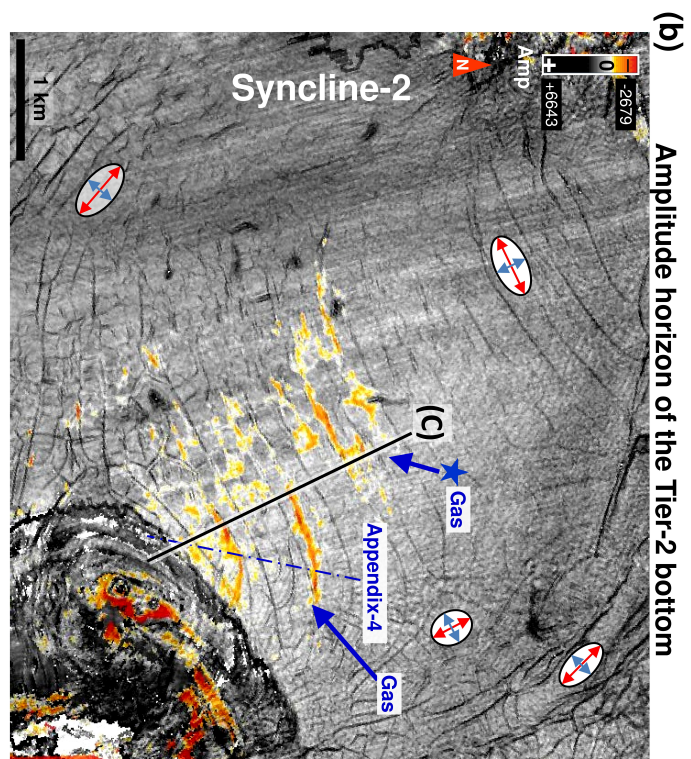 (b)
Amplitude horizon of the Tier-2 bottom
N
Amp
+ 0 −
+6643
-2679
Syncline-2
1 km
(C)
Gas
Appendix-4
Gas